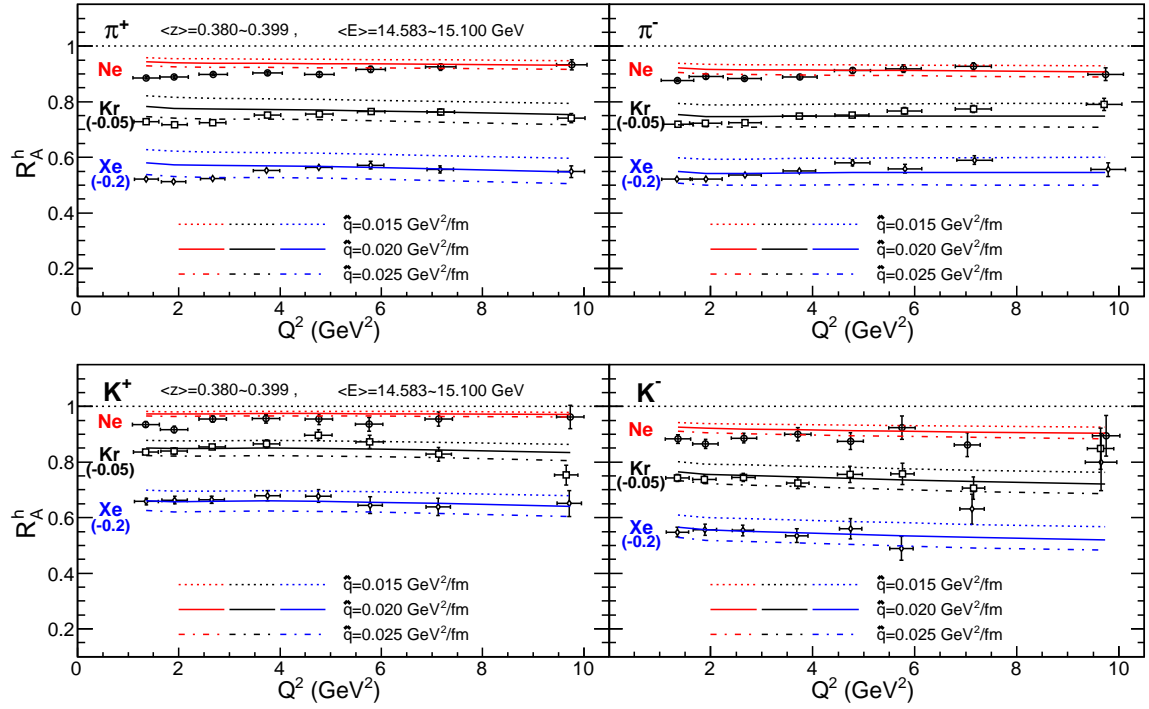 π⁺ <z>=0.380~0.399 , <E>=14.583~15.100 GeV
Ne
Kr
(-0.05)
Xe
(-0.2)
q̂=0.015 GeV²/fm
q̂=0.020 GeV²/fm
q̂=0.025 GeV²/fm
R_A^h
1
0.8
0.6
0.4
0.2
0 2 4 6 8 10
Q² (GeV²)
π⁻
Ne
Kr
(-0.05)
Xe
(-0.2)
q̂=0.015 GeV²/fm
q̂=0.020 GeV²/fm
q̂=0.025 GeV²/fm
2 4 6 8 10
Q² (GeV²)
K⁺ <z>=0.380~0.399 , <E>=14.583~15.100 GeV
Ne
Kr
(-0.05)
Xe
(-0.2)
q̂=0.015 GeV²/fm
q̂=0.020 GeV²/fm
q̂=0.025 GeV²/fm
R_A^h
1
0.8
0.6
0.4
0.2
0 2 4 6 8 10
Q² (GeV²)
K⁻
Ne
Kr
(-0.05)
Xe
(-0.2)
q̂=0.015 GeV²/fm
q̂=0.020 GeV²/fm
q̂=0.025 GeV²/fm
2 4 6 8 10
Q² (GeV²)